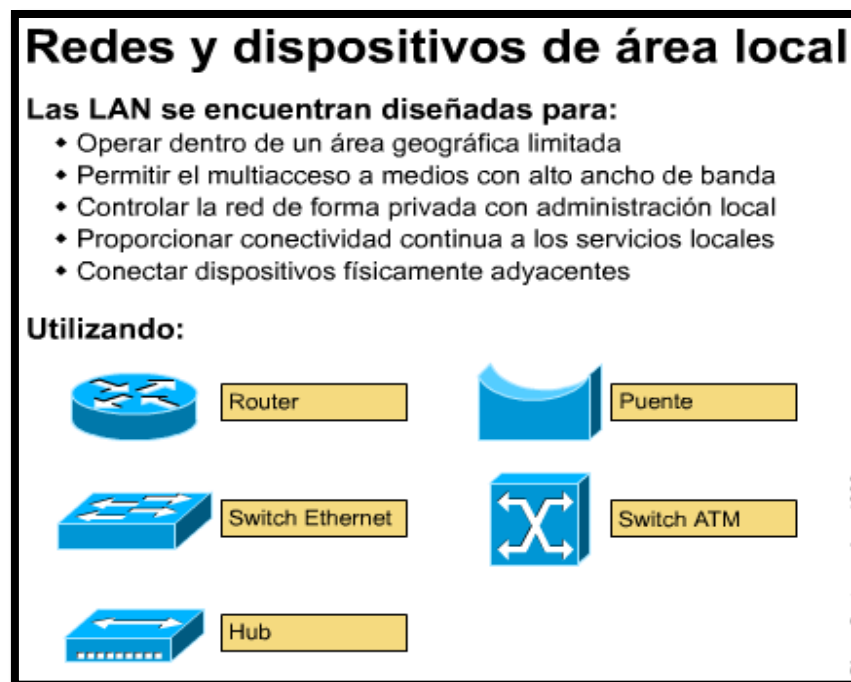 Redes y dispositivos de área local
Las LAN se encuentran diseñadas para:
Operar dentro de un área geográfica limitada
Permitir el multiacceso a medios con alto ancho de banda
Controlar la red de forma privada con administración local
Proporcionar conectividad continua a los servicios locales
Conectar dispositivos físicamente adyacentes
Utilizando:
Router
Puente
Switch Ethernet
Switch ATM
Hub